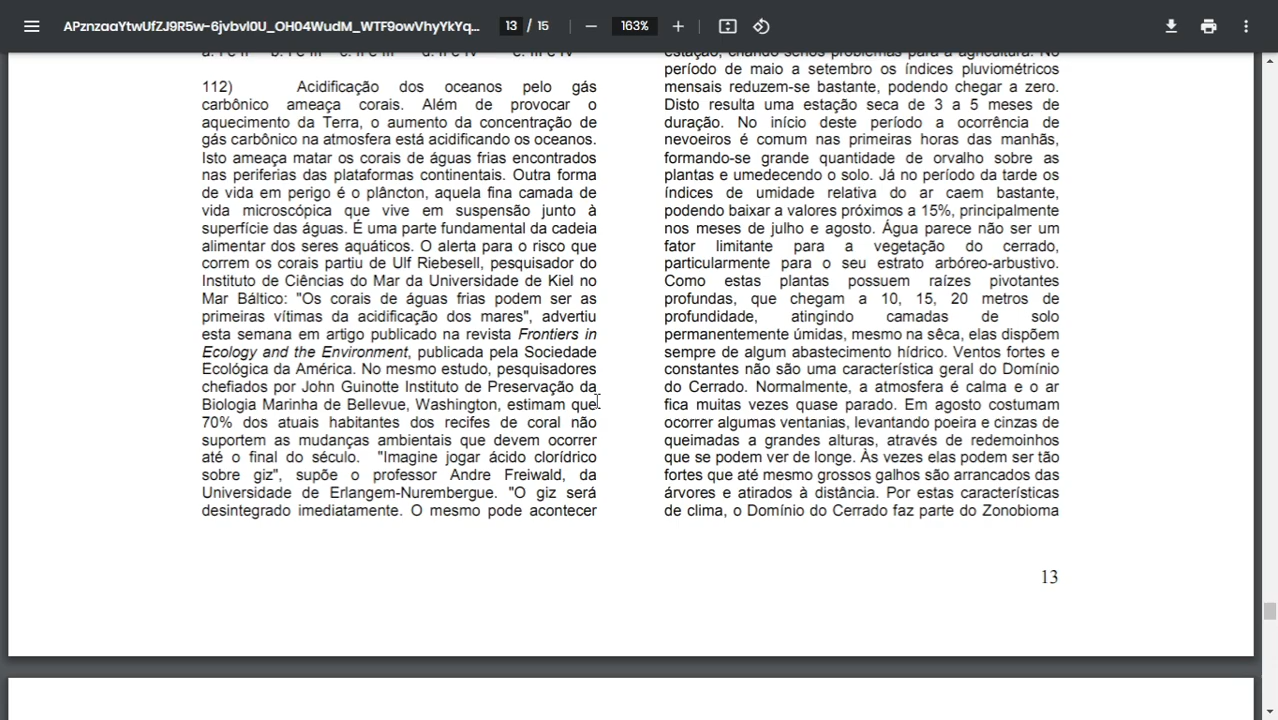 APznzaaYtwUfZJ9R5w-6jvbvl0U_OH04WudM_WTF9owVhyYkYq...
13 / 15
163%
112) Acidificação dos oceanos pelo gás
carbônico ameaça corais. Além de provocar o
aquecimento da Terra, o aumento da concentração de
gás carbônico na atmosfera está acidificando os oceanos.
Isto ameaça matar os corais de águas frias encontrados
nas periferias das plataformas continentais. Outra forma
de vida em perigo é o plâncton, aquela fina camada de
vida microscópica que vive em suspensão junto à
superfície das águas. É uma parte fundamental da cadeia
alimentar dos seres aquáticos. O alerta para o risco que
correm os corais partiu de Ulf Riebesell, pesquisador do
Instituto de Ciências do Mar da Universidade de Kiel no
Mar Báltico: "Os corais de águas frias podem ser as
primeiras vítimas da acidificação dos mares", advertiu
esta semana em artigo publicado na revista Frontiers in
Ecology and the Environment, publicada pela Sociedade
Ecológica da América. No mesmo estudo, pesquisadores
chefiados por John Guinotte Instituto de Preservação da
Biologia Marinha de Bellevue, Washington, estimam que
70% dos atuais habitantes dos recifes de coral não
suportem as mudanças ambientais que devem ocorrer
até o final do século. "Imagine jogar ácido clorídrico
sobre giz", supõe o professor Andre Freiwald, da
Universidade de Erlangem-Nurembergue. "O giz será
desintegrado imediatamente. O mesmo pode acontecer
estação, criando sérios problemas para a agricultura. No
período de maio a setembro os índices pluviométricos
mensais reduzem-se bastante, podendo chegar a zero.
Disto resulta uma estação seca de 3 a 5 meses de
duração. No início deste período a ocorrência de
nevoeiros é comum nas primeiras horas das manhãs,
formando-se grande quantidade de orvalho sobre as
plantas e umedecendo o solo. Já no período da tarde os
índices de umidade relativa do ar caem bastante,
podendo baixar a valores próximos a 15%, principalmente
nos meses de julho e agosto. Água parece não ser um
fator limitante para a vegetação do cerrado,
particularmente para o seu estrato arbóreo-arbustivo.
Como estas plantas possuem raízes pivotantes
profundas, que chegam a 10, 15, 20 metros de
profundidade, atingindo camadas de solo
permanentemente úmidas, mesmo na sêca, elas dispõem
sempre de algum abastecimento hídrico. Ventos fortes e
constantes não são uma característica geral do Domínio
do Cerrado. Normalmente, a atmosfera é calma e o ar
fica muitas vezes quase parado. Em agosto costumam
ocorrer algumas ventanias, levantando poeira e cinzas de
queimadas a grandes alturas, através de redemoinhos
que se podem ver de longe. Às vezes elas podem ser tão
fortes que até mesmo grossos galhos são arrancados das
árvores e atirados à distância. Por estas características
de clima, o Domínio do Cerrado faz parte do Zonobioma
13